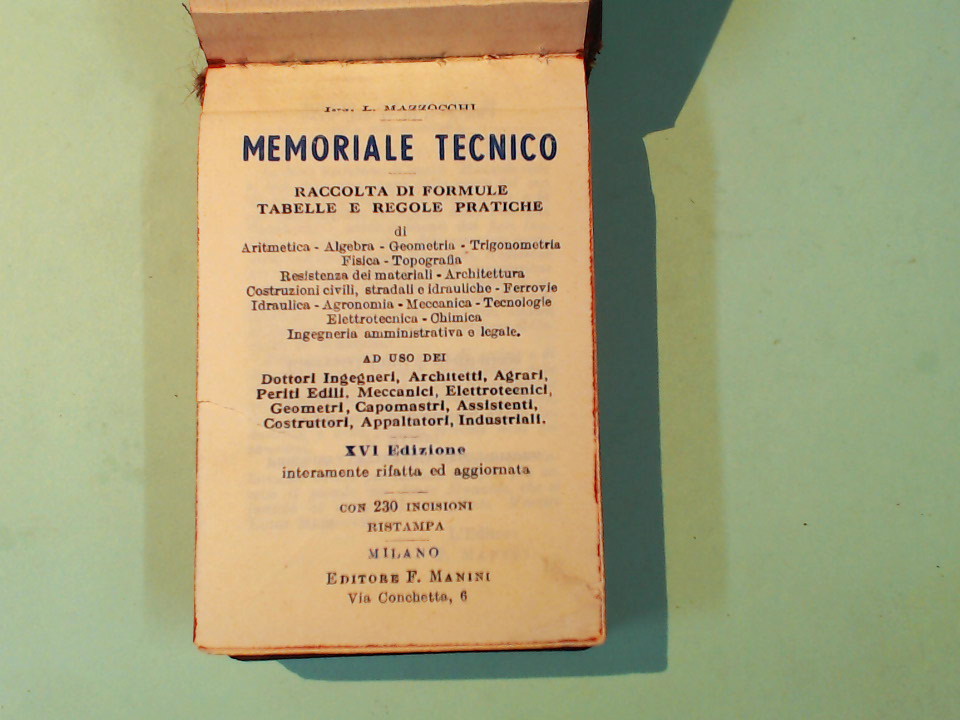 Ing. L. MAZZOCCHI
MEMORIALE TECNICO
RACCOLTA DI FORMULE
TABELLE E REGOLE PRATICHE
di
Aritmetica - Algebra - Geometria - Trigonometria
Fisica - Topografia
Resistenza dei materiali - Architettura
Costruzioni civili, stradali e idrauliche - Ferrovie
Idraulica - Agronomia - Meccanica - Tecnologie
Elettrotecnica - Chimica
Ingegneria amministrativa e legale.
AD USO DEI
Dottori Ingegneri, Architetti, Agrari,
Periti Edili, Meccanici, Elettrotecnici,
Geometri, Capomastri, Assistenti,
Costruttori, Appaltatori, Industriali.
XVI Edizione
interamente rifatta ed aggiornata
CON 230 INCISIONI
RISTAMPA
MILANO
EDITORE F. MANINI
Via Conchetta, 6